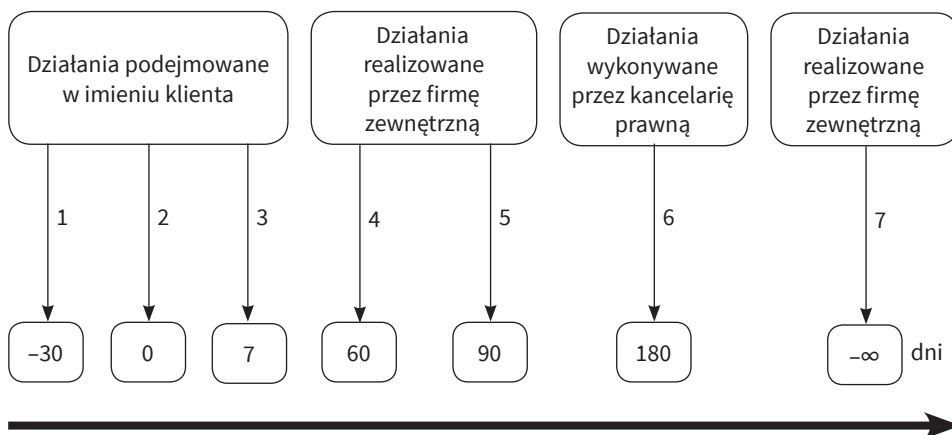 Działania podejmowane
w imieniu klienta
Działania
realizowane
przez firmę
zewnętrzną
Działania
wykonywane
przez kancelarię
prawną
Działania
realizowane
przez firmę
zewnętrzną
1
2
3
4
5
6
7
–30
0
7
60
90
180
–∞
dni